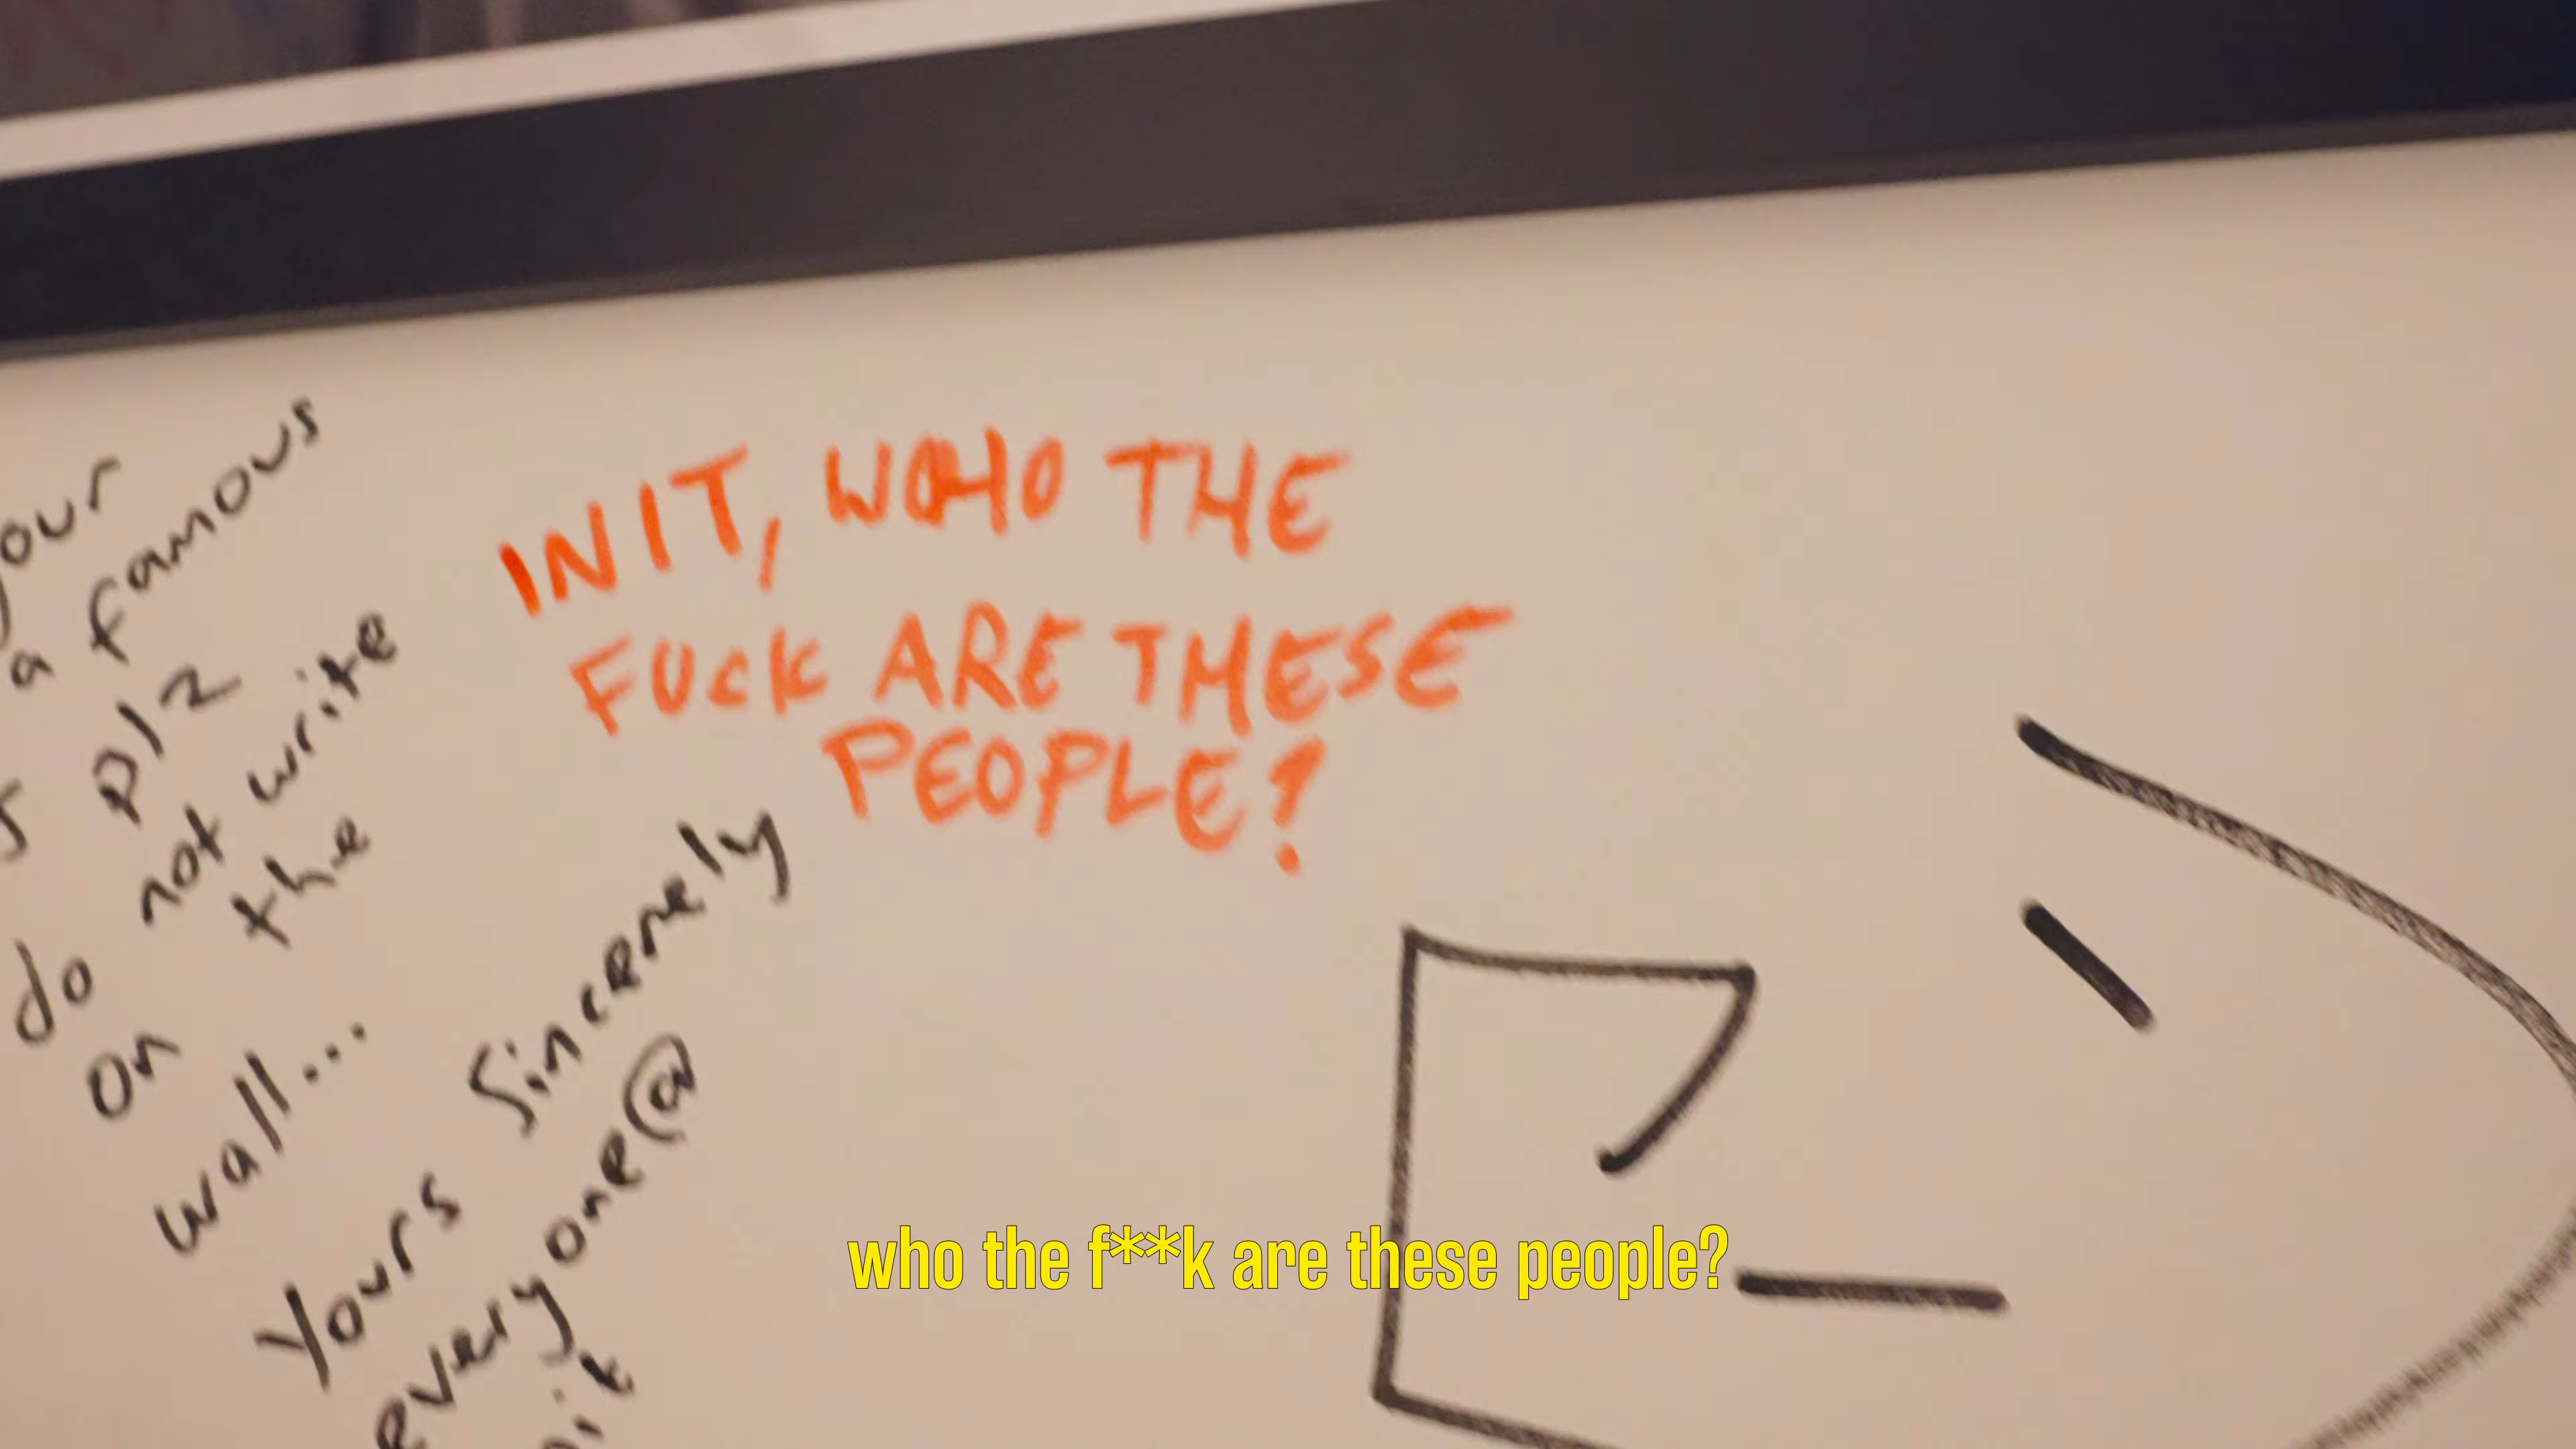 our
a famous
plz
do not write
on the
wall...
Yours Sincerely
everyone@
INIT, WHO THE
FUCK ARE THESE
PEOPLE?
who the f**k are these people?